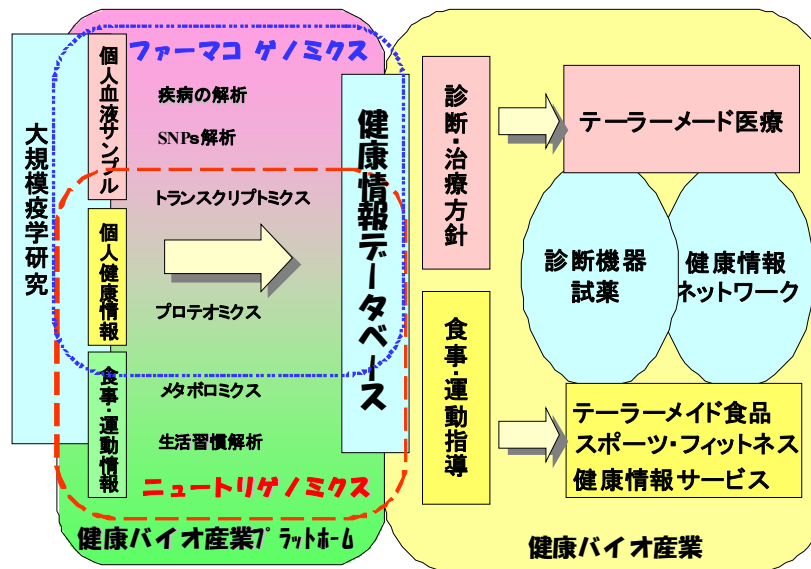 大規模疫学研究
個人血液サンプル
個人健康情報
食事・運動情報
ファーマコ ゲノミクス
疾病の解析
SNPs解析
トランスクリプトミクス
プロテオミクス
メタボロミクス
生活習慣解析
ニュートリゲノミクス
健康バイオ産業プラットホーム
健康情報データベース
診断・治療方針
食事・運動指導
テーラーメード医療
診断機器
試薬
健康情報
ネットワーク
テーラーメイド食品
スポーツ・フィットネス
健康情報サービス
健康バイオ産業